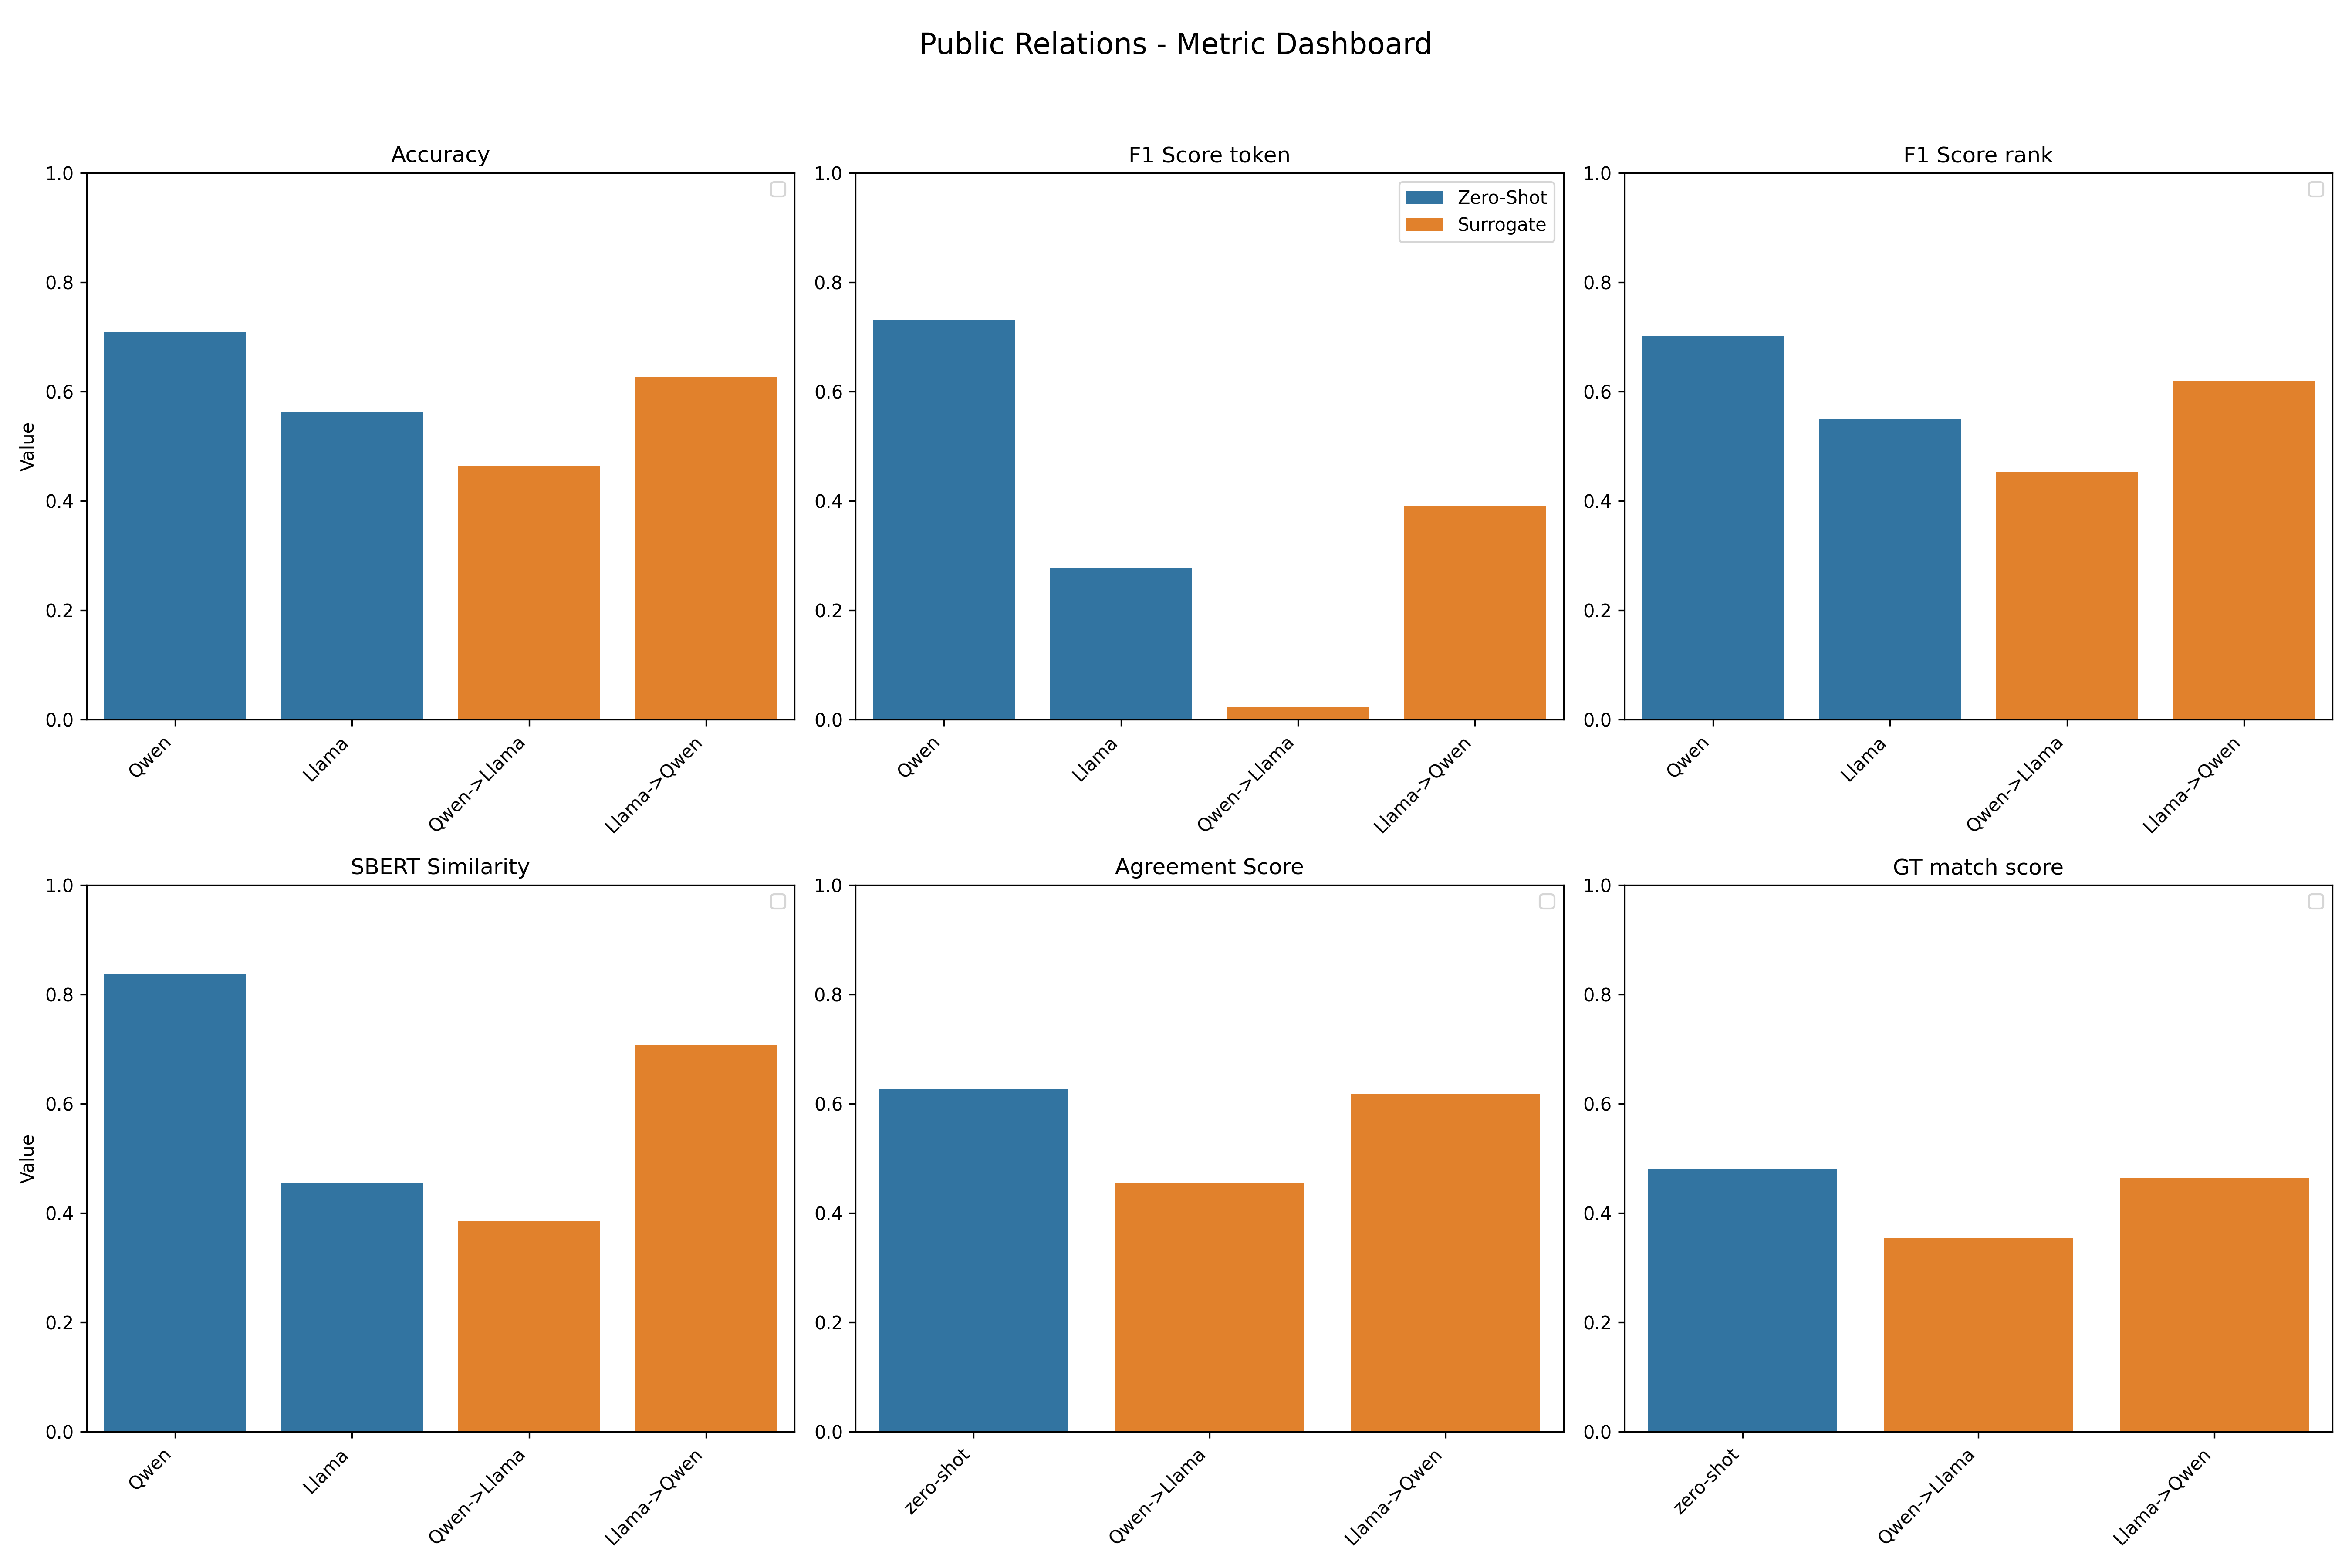 Public Relations - Metric Dashboard
Accuracy
Value
1.0
0.8
0.6
0.4
0.2
0.0
Qwen
Llama
Qwen->Llama
Llama->Qwen
F1 Score token
Zero-Shot
Surrogate
1.0
0.8
0.6
0.4
0.2
0.0
Qwen
Llama
Qwen->Llama
Llama->Qwen
F1 Score rank
1.0
0.8
0.6
0.4
0.2
0.0
Qwen
Llama
Qwen->Llama
Llama->Qwen
SBERT Similarity
Value
1.0
0.8
0.6
0.4
0.2
0.0
Qwen
Llama
Qwen->Llama
Llama->Qwen
Agreement Score
1.0
0.8
0.6
0.4
0.2
0.0
zero-shot
Qwen->Llama
Llama->Qwen
GT match score
1.0
0.8
0.6
0.4
0.2
0.0
zero-shot
Qwen->Llama
Llama->Qwen